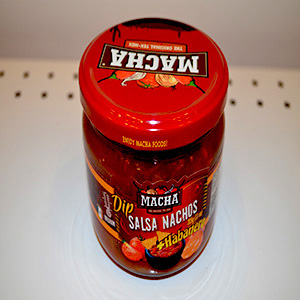 MACHA
THE ORIGINAL TEX-MEX
ENJOY MACHA FOODS!
MACHA
Dip
SALSA NACHOS
Habanero